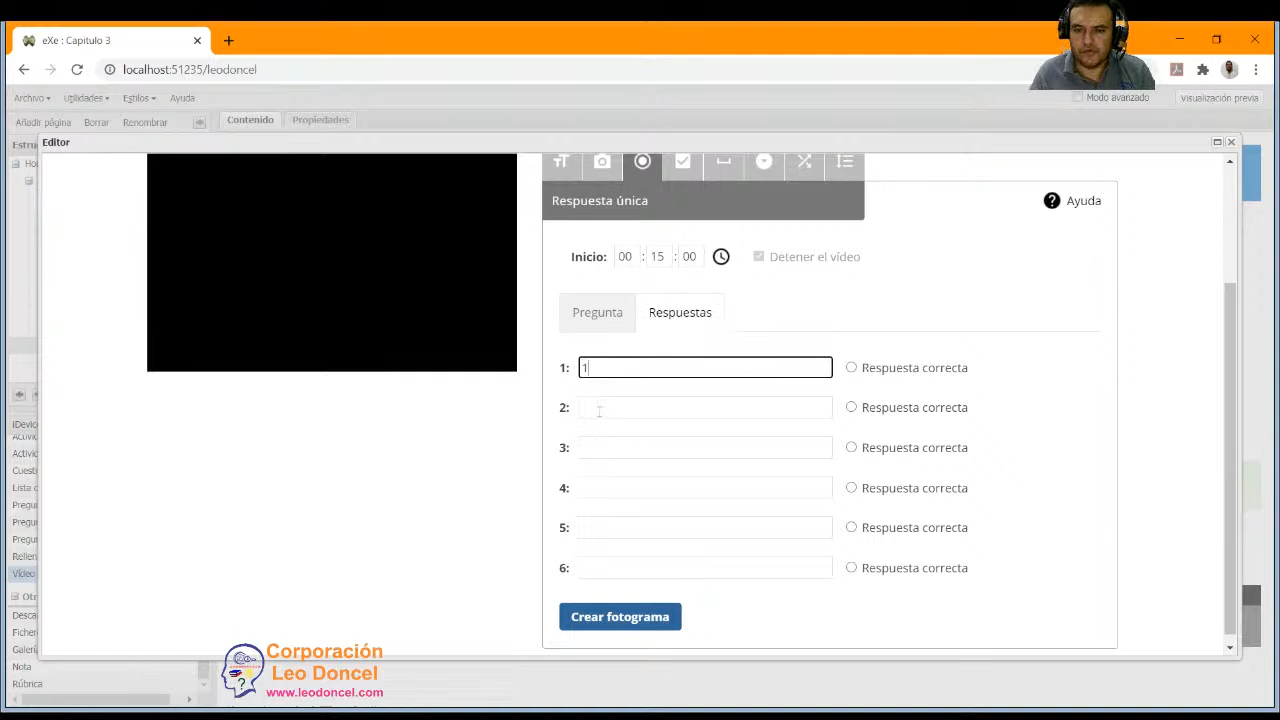 eXe : Capitulo 3
localhost:51235/leodoncel
Archivo Utilidades Estilos Ayuda
Modo avanzado
Visualización previa
Añadir página Borrar Renombrar
Contenido Propiedades
Editor
Respuesta única
Ayuda
Inicio: 00 : 15 : 00
Detener el vídeo
Pregunta Respuestas
1: 1 Respuesta correcta
2: Respuesta correcta
3: Respuesta correcta
4: Respuesta correcta
5: Respuesta correcta
6: Respuesta correcta
Crear fotograma
Vídeo
Nota
Rúbrica
Corporación
Leo Doncel
www.leodoncel.com